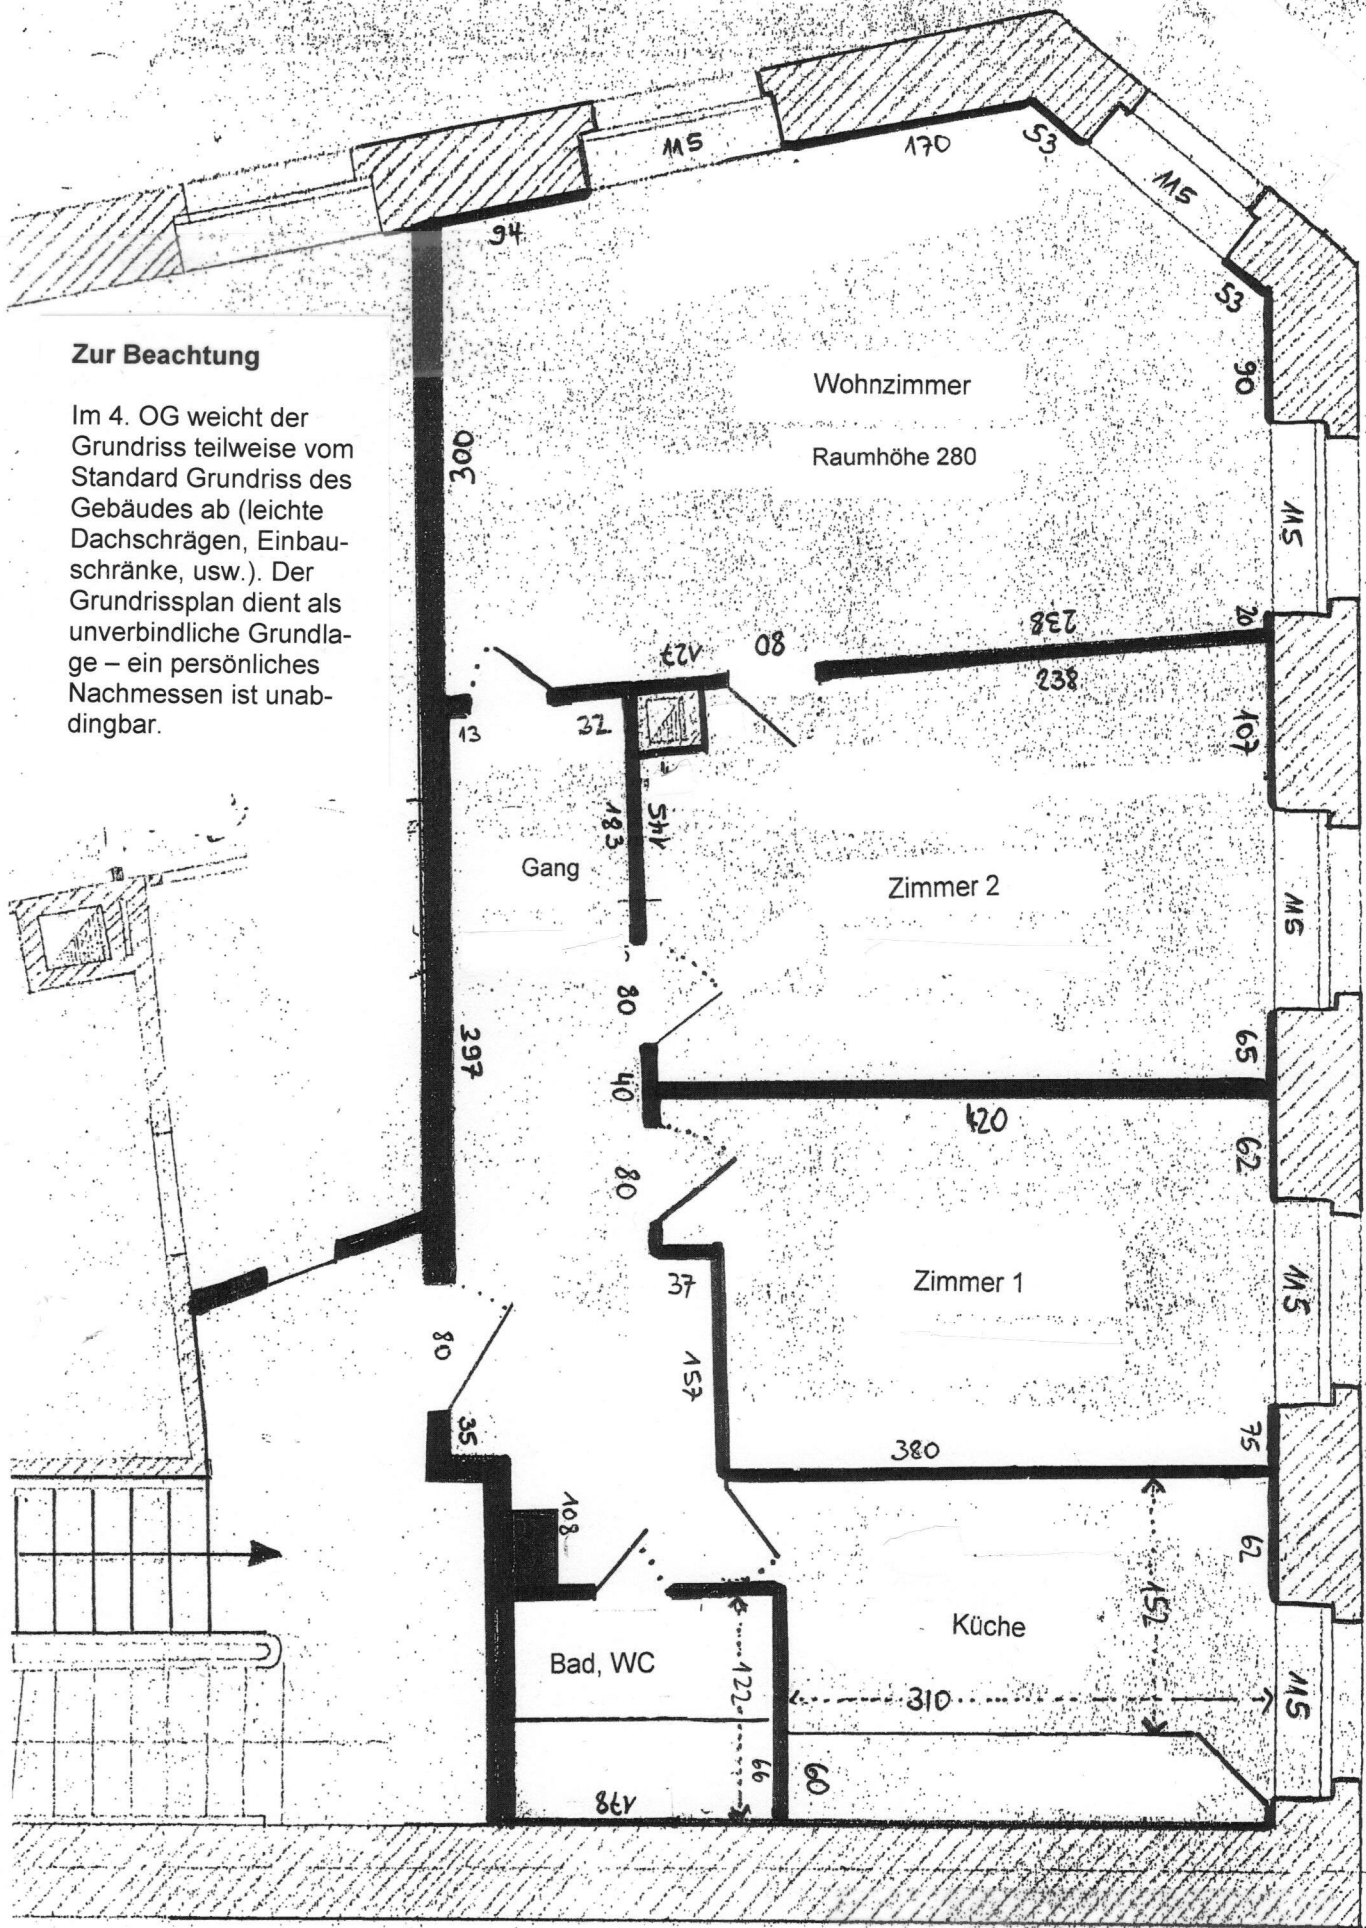 115
170
53
115
94
53
Zur Beachtung
Im 4. OG weicht der
Grundriss teilweise vom
Standard Grundriss des
Gebäudes ab (leichte
Dachschrägen, Einbau-
schränke, usw.). Der
Grundrissplan dient als
unverbindliche Grundla-
ge – ein persönliches
Nachmessen ist unab-
dingbar.
Wohnzimmer
90
300
Raumhöhe 280
115
20
238
80
127
238
13
32
107
183
145
Gang
Zimmer 2
115
80
397
65
40
420
62
80
37
Zimmer 1
115
80
157
35
380
75
108
62
152
Küche
Bad, WC
122
310
115
66
60
178